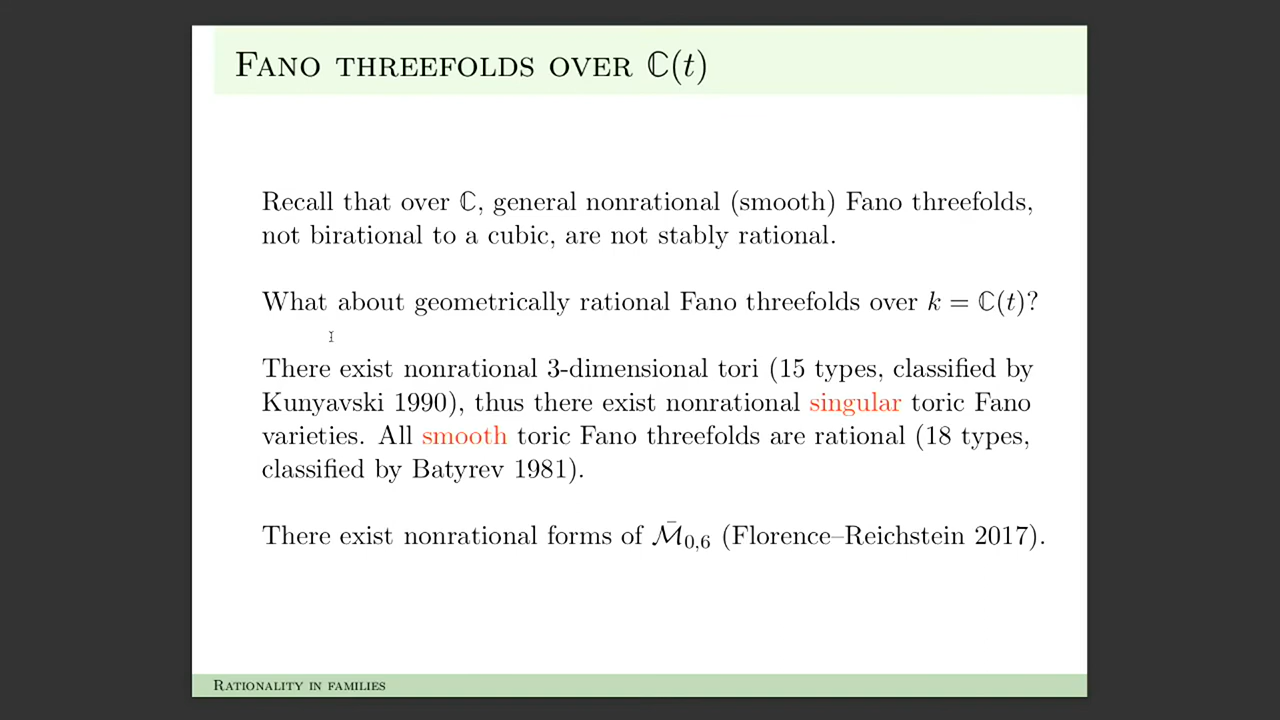 FANO THREEFOLDS OVER ℂ(t)
Recall that over ℂ, general nonrational (smooth) Fano threefolds,
not birational to a cubic, are not stably rational.
What about geometrically rational Fano threefolds over k = ℂ(t)?
There exist nonrational 3-dimensional tori (15 types, classified by
Kunyavski 1990), thus there exist nonrational singular toric Fano
varieties. All smooth toric Fano threefolds are rational (18 types,
classified by Batyrev 1981).
There exist nonrational forms of ℳ̄₀,₆ (Florence–Reichstein 2017).
RATIONALITY IN FAMILIES